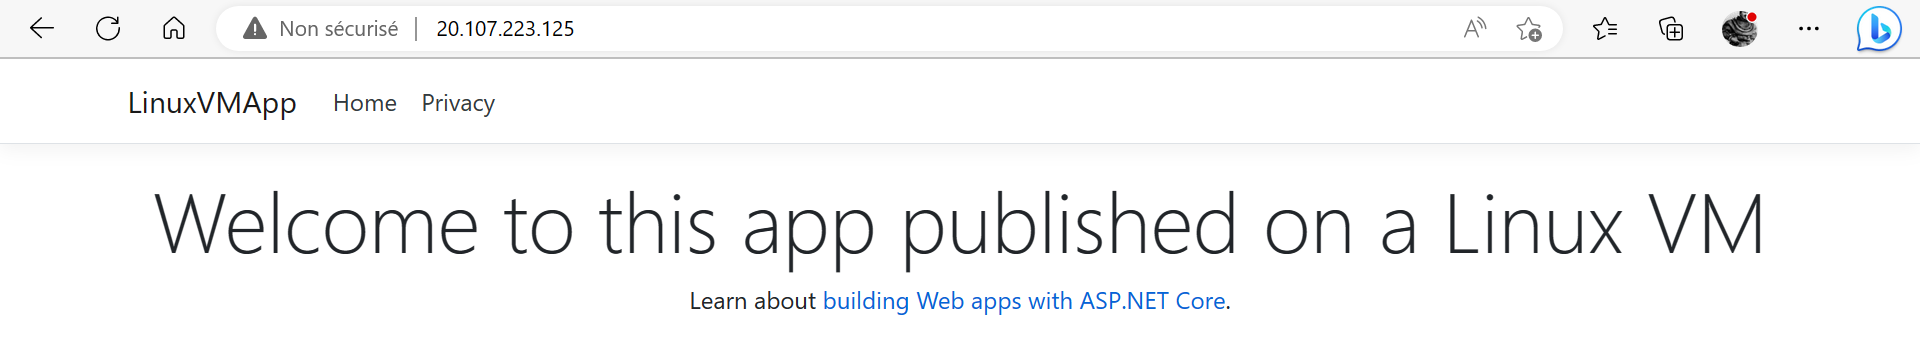 Non sécurisé | 20.107.223.125
LinuxVMApp Home Privacy
Welcome to this app published on a Linux VM
Learn about building Web apps with ASP.NET Core.